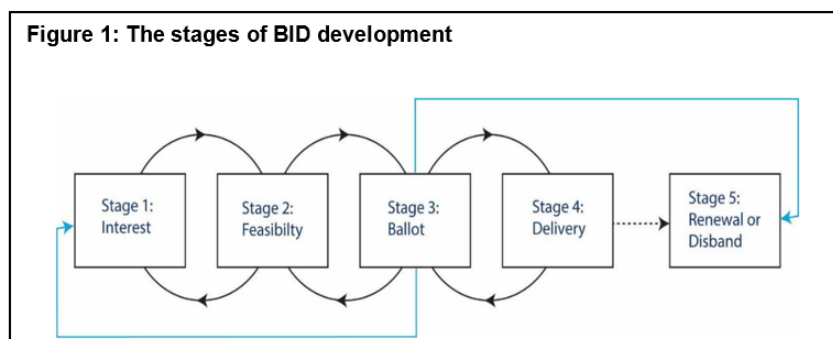 Figure 1: The stages of BID development
Stage 1:
Interest
Stage 2:
Feasibilty
Stage 3:
Ballot
Stage 4:
Delivery
Stage 5:
Renewal or
Disband